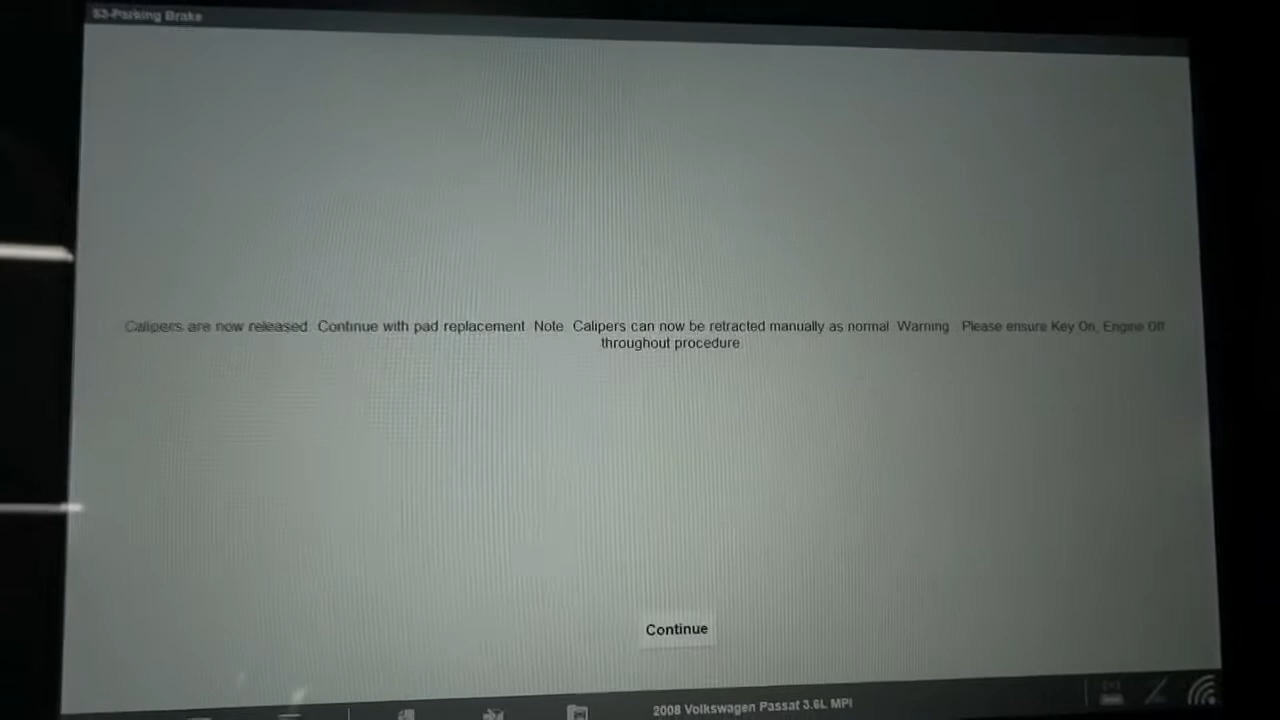 53-Parking Brake
Calipers are now released. Continue with pad replacement. Note. Calipers can now be retracted manually as normal. Warning. Please ensure Key On, Engine Off
throughout procedure
Continue
2008 Volkswagen Passat 3.6L MPI